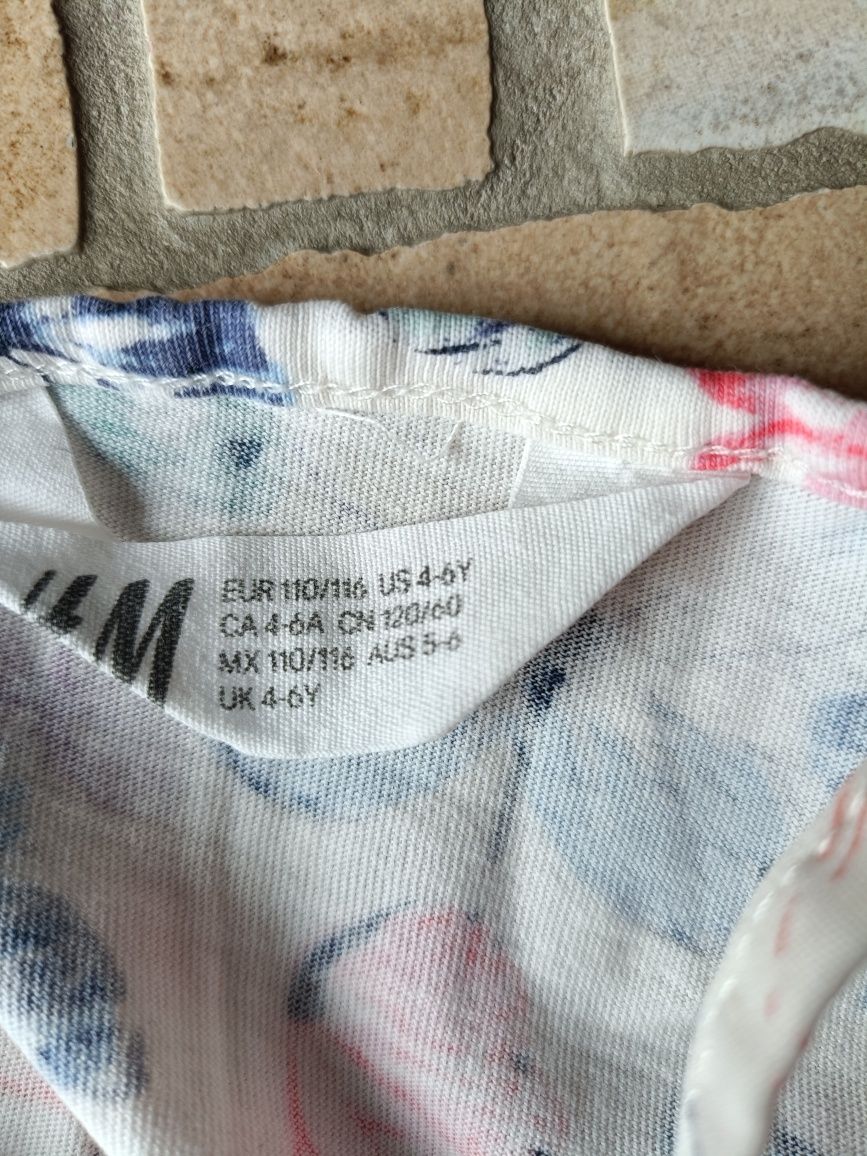 H&M
EUR 110/116 US 4-6Y
CA 4-6A CN 120/60
MX 110/116 AUS 5-6
UK 4-6Y